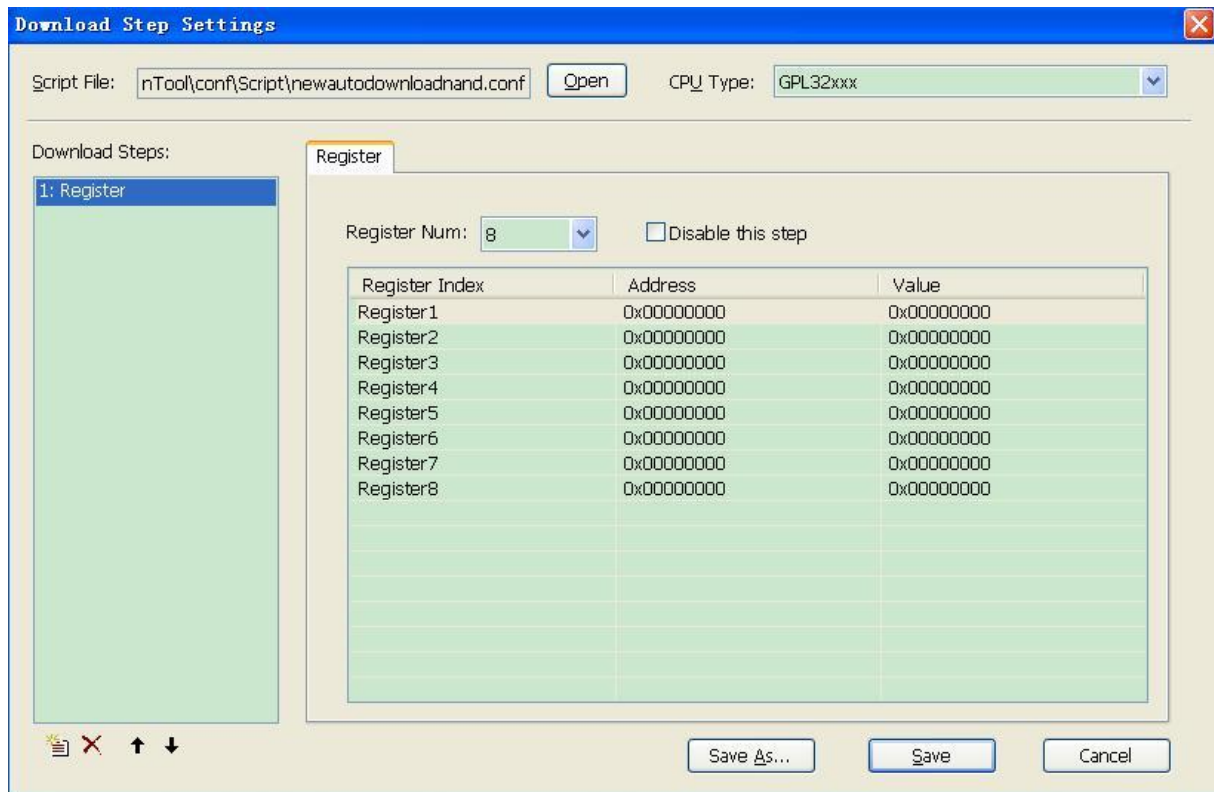 Download Step Settings
Script File: nTool\conf\Script\newautodownloadnand.conf Open CPU Type: GPL32xxx
Download Steps:
1: Register
Register
Register Num: 8 Disable this step
Register Index Address Value
Register1 0x00000000 0x00000000
Register2 0x00000000 0x00000000
Register3 0x00000000 0x00000000
Register4 0x00000000 0x00000000
Register5 0x00000000 0x00000000
Register6 0x00000000 0x00000000
Register7 0x00000000 0x00000000
Register8 0x00000000 0x00000000
Save As... Save Cancel